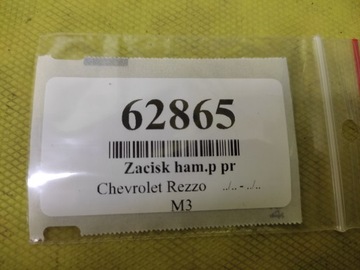 62865
Zacisk ham.p pr
Chevrolet Rezzo ../.. - ../..
M3